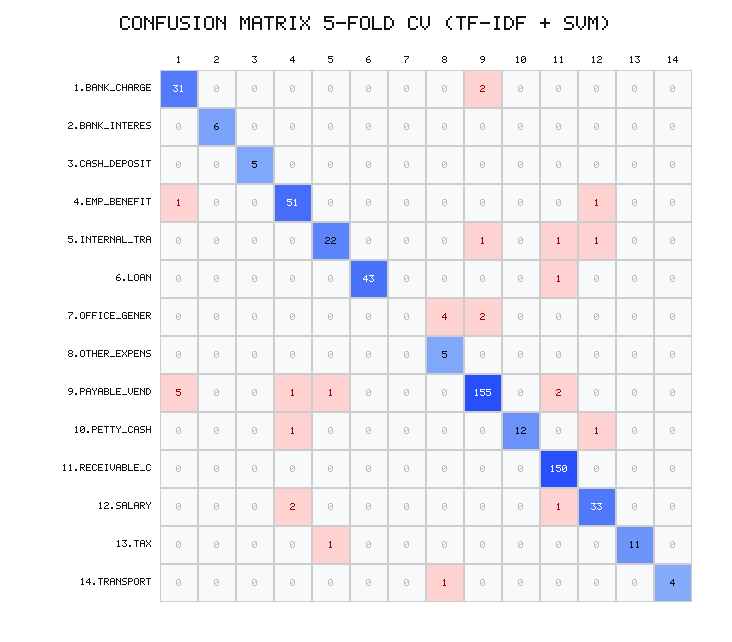 CONFUSION MATRIX 5-FOLD CV (TF-IDF + SVM)
1 2 3 4 5 6 7 8 9 10 11 12 13 14
1.BANK_CHARGE 31 0 0 0 0 0 0 0 2 0 0 0 0 0
2.BANK_INTERES 0 6 0 0 0 0 0 0 0 0 0 0 0 0
3.CASH_DEPOSIT 0 0 5 0 0 0 0 0 0 0 0 0 0 0
4.EMP_BENEFIT 1 0 0 51 0 0 0 0 0 0 0 1 0 0
5.INTERNAL_TRA 0 0 0 0 22 0 0 0 1 0 1 1 0 0
6.LOAN 0 0 0 0 0 43 0 0 0 0 1 0 0 0
7.OFFICE_GENER 0 0 0 0 0 0 0 4 2 0 0 0 0 0
8.OTHER_EXPENS 0 0 0 0 0 0 0 5 0 0 0 0 0 0
9.PAYABLE_VEND 5 0 0 1 1 0 0 0 155 0 2 0 0 0
10.PETTY_CASH 0 0 0 1 0 0 0 0 0 12 0 1 0 0
11.RECEIVABLE_C 0 0 0 0 0 0 0 0 0 0 150 0 0 0
12.SALARY 0 0 0 2 0 0 0 0 0 0 1 33 0 0
13.TAX 0 0 0 0 1 0 0 0 0 0 0 0 11 0
14.TRANSPORT 0 0 0 0 0 0 0 1 0 0 0 0 0 4